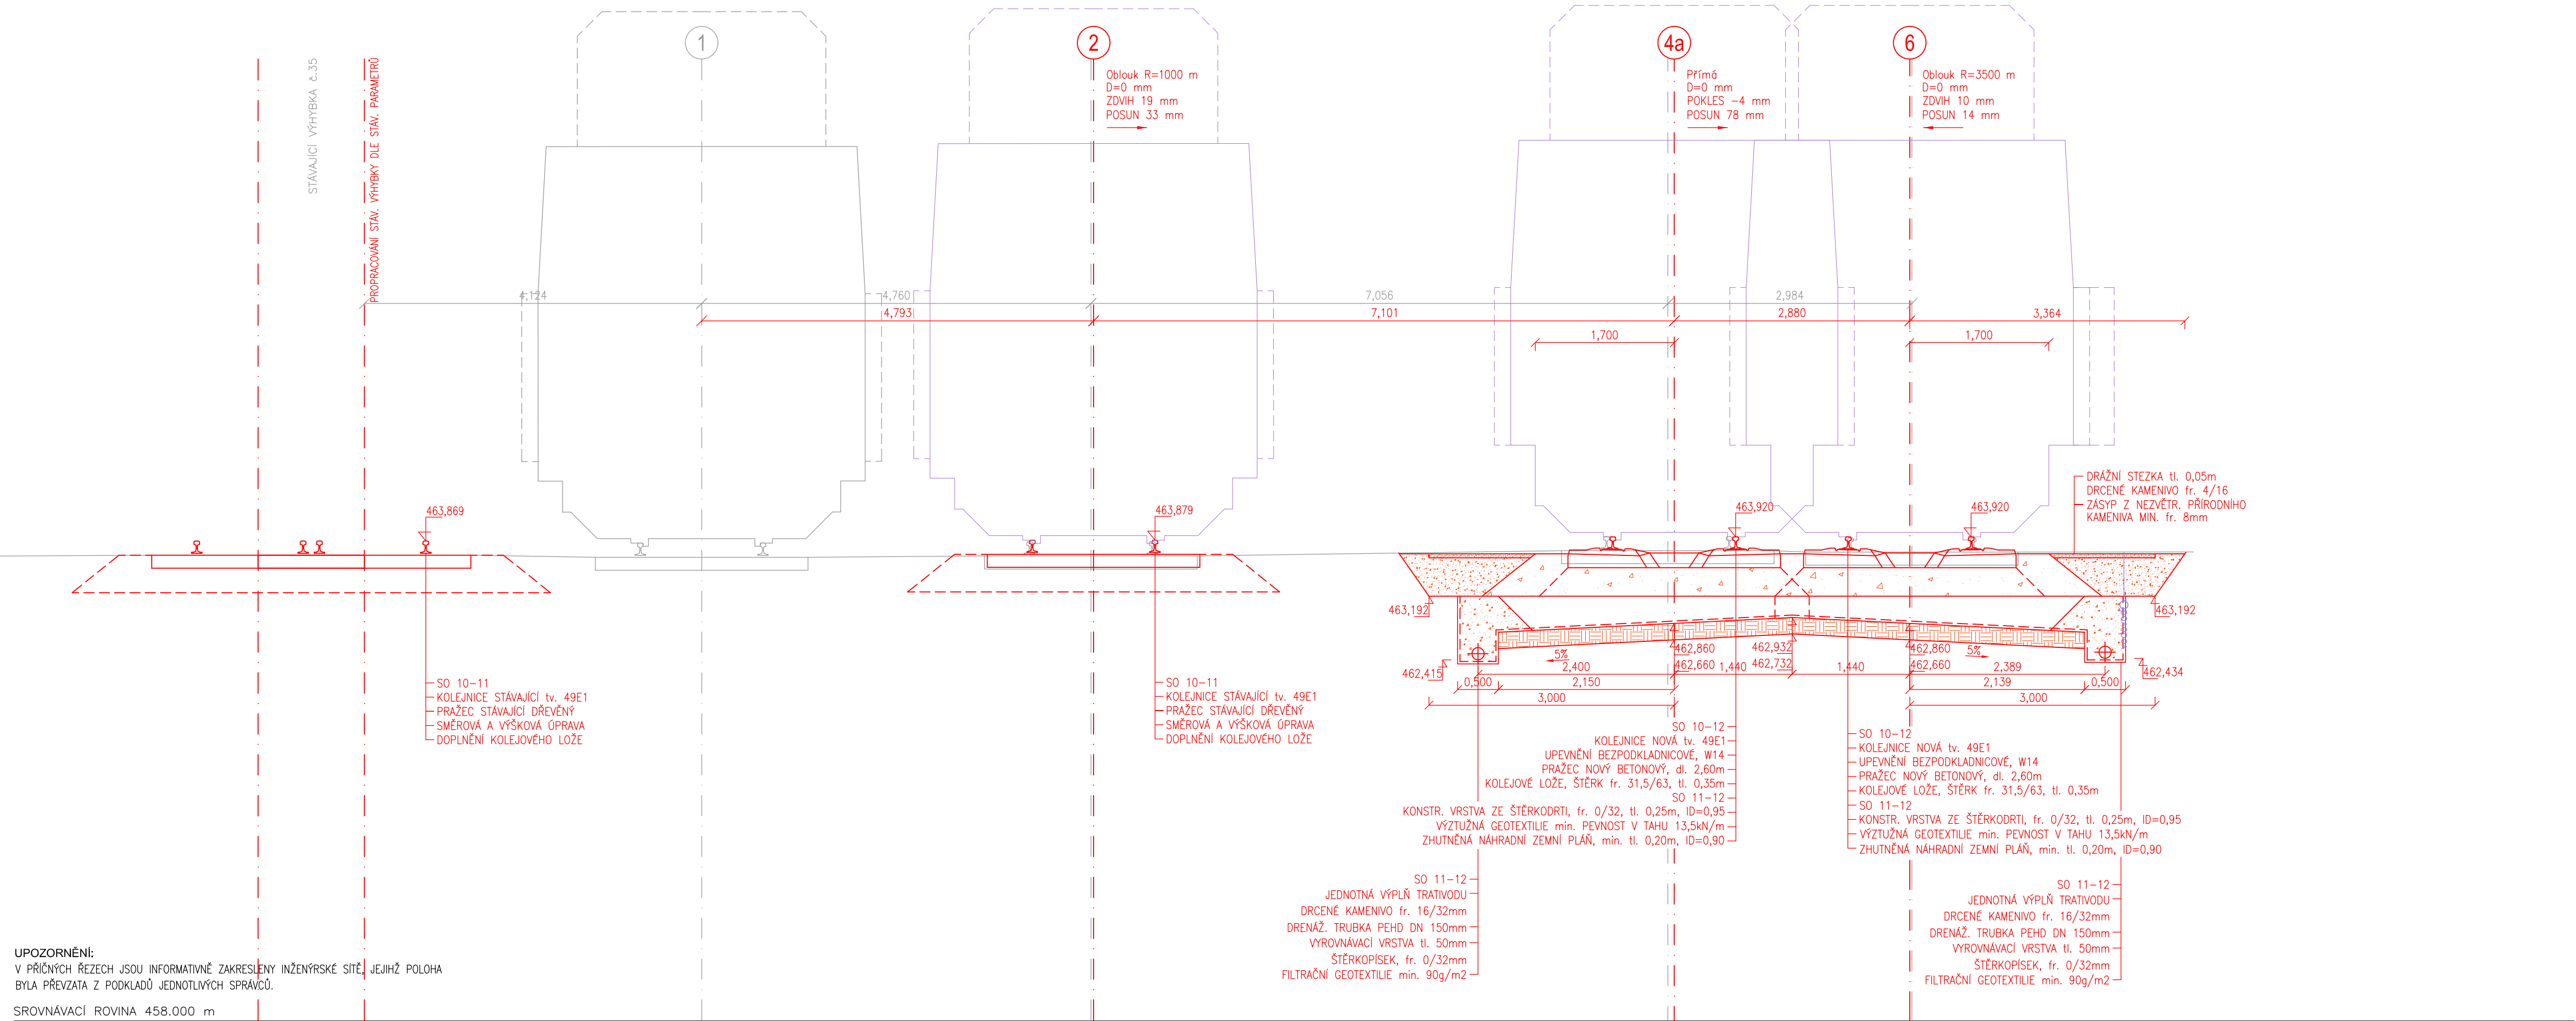 1
2
4a
6
STÁVAJÍCÍ VÝHYBKA č.35
PROPRACOVÁNÍ STÁV. VÝHYBKY DLE STÁV. PARAMETRŮ
Oblouk R=1000 m
D=0 mm
ZDVIH 19 mm
POSUN 33 mm
Přímá
D=0 mm
POKLES -4 mm
POSUN 78 mm
Oblouk R=3500 m
D=0 mm
ZDVIH 10 mm
POSUN 14 mm
4,124
4,760
7,056
2,984
4,793
7,101
2,880
3,364
1,700
1,700
DRÁŽNÍ STEZKA tl. 0,05m
DRCENÉ KAMENIVO fr. 4/16
ZÁSYP Z NEZVĚTR. PŘÍRODNÍHO
KAMENIVA MIN. fr. 8mm
463,869
463,879
463,920
463,920
463,192
463,192
462,860
462,932
462,860
462,660
462,732
462,660
5%
5%
462,415
462,434
2,400
1,440
1,440
2,389
0,500
2,150
2,139
0,500
3,000
3,000
SO 10-11
KOLEJNICE STÁVAJÍCÍ tv. 49E1
PRAŽEC STÁVAJÍCÍ DŘEVĚNÝ
SMĚROVÁ A VÝŠKOVÁ ÚPRAVA
DOPLNĚNÍ KOLEJOVÉHO LOŽE
SO 10-11
KOLEJNICE STÁVAJÍCÍ tv. 49E1
PRAŽEC STÁVAJÍCÍ DŘEVĚNÝ
SMĚROVÁ A VÝŠKOVÁ ÚPRAVA
DOPLNĚNÍ KOLEJOVÉHO LOŽE
SO 10-12
KOLEJNICE NOVÁ tv. 49E1
UPEVNĚNÍ BEZPODKLADNICOVÉ, W14
PRAŽEC NOVÝ BETONOVÝ, dl. 2,60m
KOLEJOVÉ LOŽE, ŠTĚRK fr. 31,5/63, tl. 0,35m
SO 11-12
KONSTR. VRSTVA ZE ŠTĚRKODRTI, fr. 0/32, tl. 0,25m, ID=0,95
VÝZTUŽNÁ GEOTEXTILIE min. PEVNOST V TAHU 13,5kN/m
ZHUTNĚNÁ NÁHRADNÍ ZEMNÍ PLÁŇ, min. tl. 0,20m, ID=0,90
SO 10-12
KOLEJNICE NOVÁ tv. 49E1
UPEVNĚNÍ BEZPODKLADNICOVÉ, W14
PRAŽEC NOVÝ BETONOVÝ, dl. 2,60m
KOLEJOVÉ LOŽE, ŠTĚRK fr. 31,5/63, tl. 0,35m
SO 11-12
KONSTR. VRSTVA ZE ŠTĚRKODRTI, fr. 0/32, tl. 0,25m, ID=0,95
VÝZTUŽNÁ GEOTEXTILIE min. PEVNOST V TAHU 13,5kN/m
ZHUTNĚNÁ NÁHRADNÍ ZEMNÍ PLÁŇ, min. tl. 0,20m, ID=0,90
SO 11-12
JEDNOTNÁ VÝPLŇ TRATIVODU
DRCENÉ KAMENIVO fr. 16/32mm
DRENÁŽ. TRUBKA PEHD DN 150mm
VYROVNÁVACÍ VRSTVA tl. 50mm
ŠTĚRKOPÍSEK, fr. 0/32mm
FILTRAČNÍ GEOTEXTILIE min. 90g/m2
SO 11-12
JEDNOTNÁ VÝPLŇ TRATIVODU
DRCENÉ KAMENIVO fr. 16/32mm
DRENÁŽ. TRUBKA PEHD DN 150mm
VYROVNÁVACÍ VRSTVA tl. 50mm
ŠTĚRKOPÍSEK, fr. 0/32mm
FILTRAČNÍ GEOTEXTILIE min. 90g/m2
UPOZORNĚNÍ:
V PŘÍČNÝCH ŘEZECH JSOU INFORMATIVNĚ ZAKRESLENY INŽENÝRSKÉ SÍTĚ, JEJIHŽ POLOHA
BYLA PŘEVZATA Z PODKLADŮ JEDNOTLIVÝCH SPRÁVCŮ.
SROVNÁVACÍ ROVINA 458.000 m